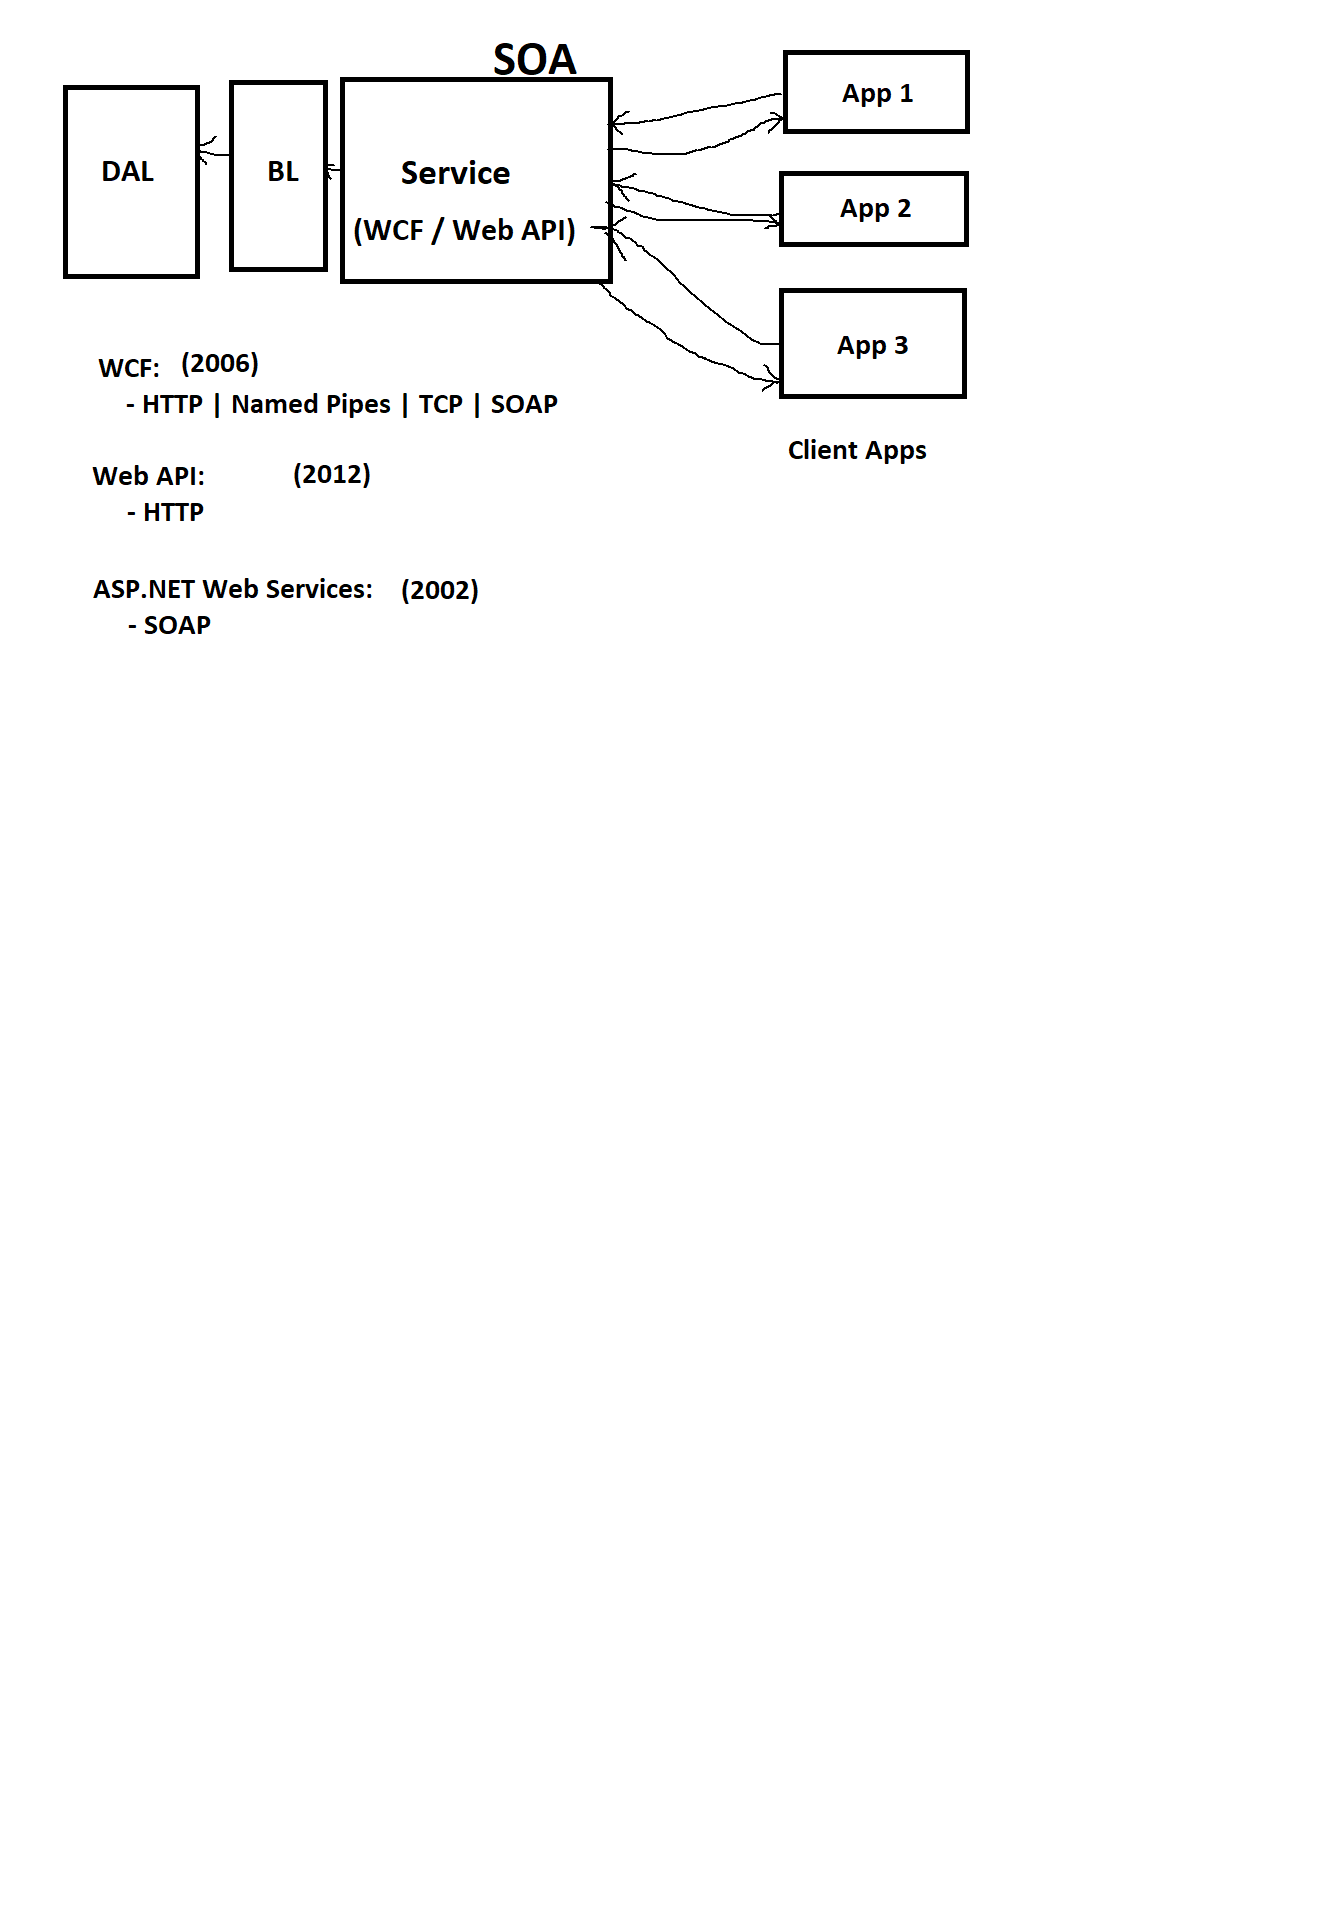 SOA
DAL
BL
Service
(WCF / Web API)
App 1
App 2
App 3
Client Apps
WCF: (2006)
- HTTP | Named Pipes | TCP | SOAP
Web API: (2012)
- HTTP
ASP.NET Web Services: (2002)
- SOAP